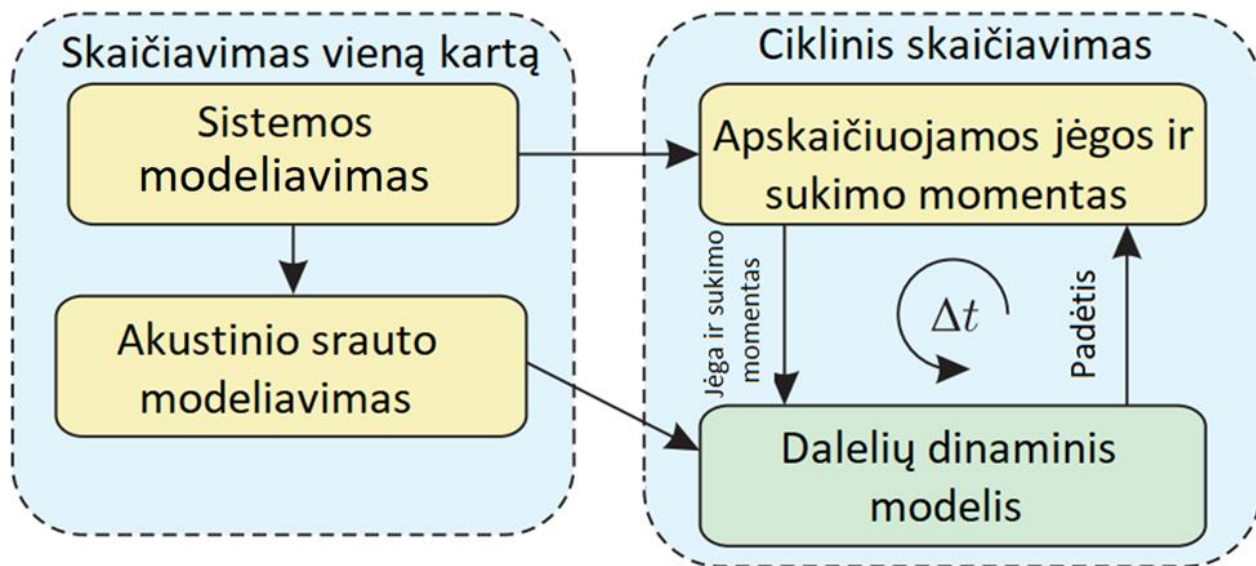 Skaičiavimas vieną kartą
Sistemos
modeliavimas
Akustinio srauto
modeliavimas
Ciklinis skaičiavimas
Apskaičiuojamos jėgos ir
sukimo momentas
Jėga ir sukimo
momentas
Δt
Padėtis
Dalelių dinaminis
modelis